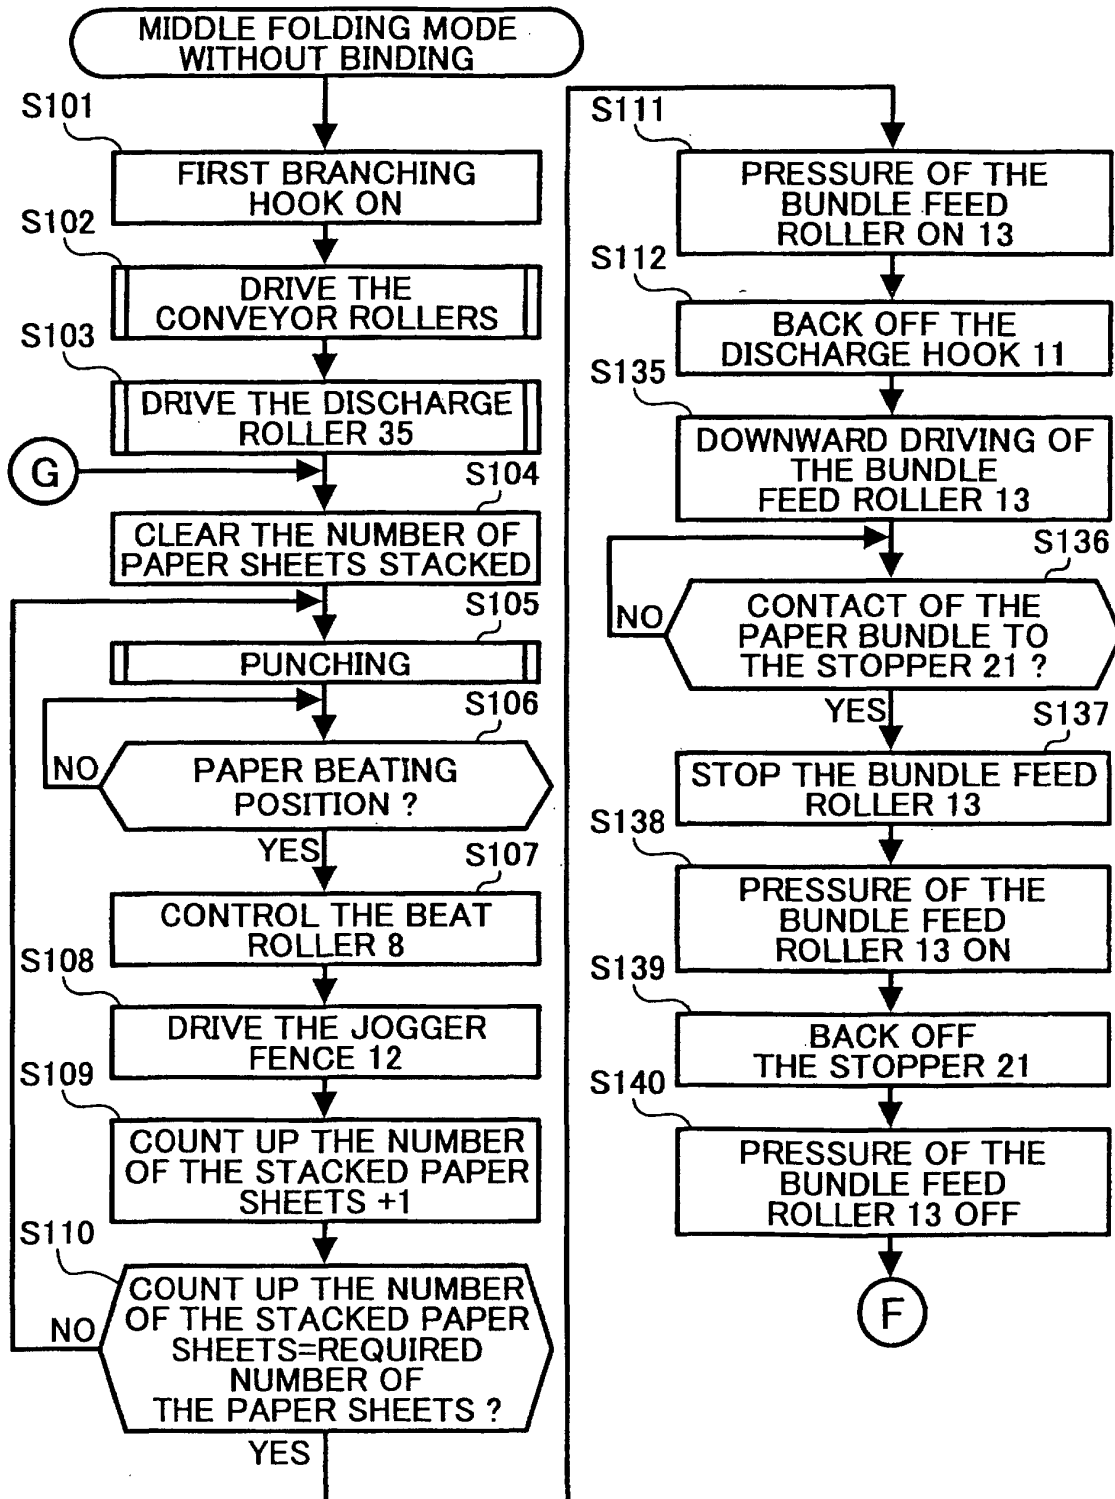 MIDDLE FOLDING MODE
WITHOUT BINDING
S101
FIRST BRANCHING
HOOK ON
S102
DRIVE THE
CONVEYOR ROLLERS
S103
DRIVE THE DISCHARGE
ROLLER 35
G
S104
CLEAR THE NUMBER OF
PAPER SHEETS STACKED
S105
PUNCHING
S106
NO
PAPER BEATING
POSITION ?
YES
S107
CONTROL THE BEAT
ROLLER 8
S108
DRIVE THE JOGGER
FENCE 12
S109
COUNT UP THE NUMBER
OF THE STACKED PAPER
SHEETS +1
S110
NO
COUNT UP THE NUMBER
OF THE STACKED PAPER
SHEETS=REQUIRED
NUMBER OF
THE PAPER SHEETS ?
YES
S111
PRESSURE OF THE
BUNDLE FEED
ROLLER ON 13
S112
BACK OFF THE
DISCHARGE HOOK 11
S135
DOWNWARD DRIVING OF
THE BUNDLE
FEED ROLLER 13
S136
NO
CONTACT OF THE
PAPER BUNDLE TO
THE STOPPER 21 ?
YES
S137
STOP THE BUNDLE FEED
ROLLER 13
S138
PRESSURE OF THE
BUNDLE FEED
ROLLER 13 ON
S139
BACK OFF
THE STOPPER 21
S140
PRESSURE OF THE
BUNDLE FEED
ROLLER 13 OFF
F